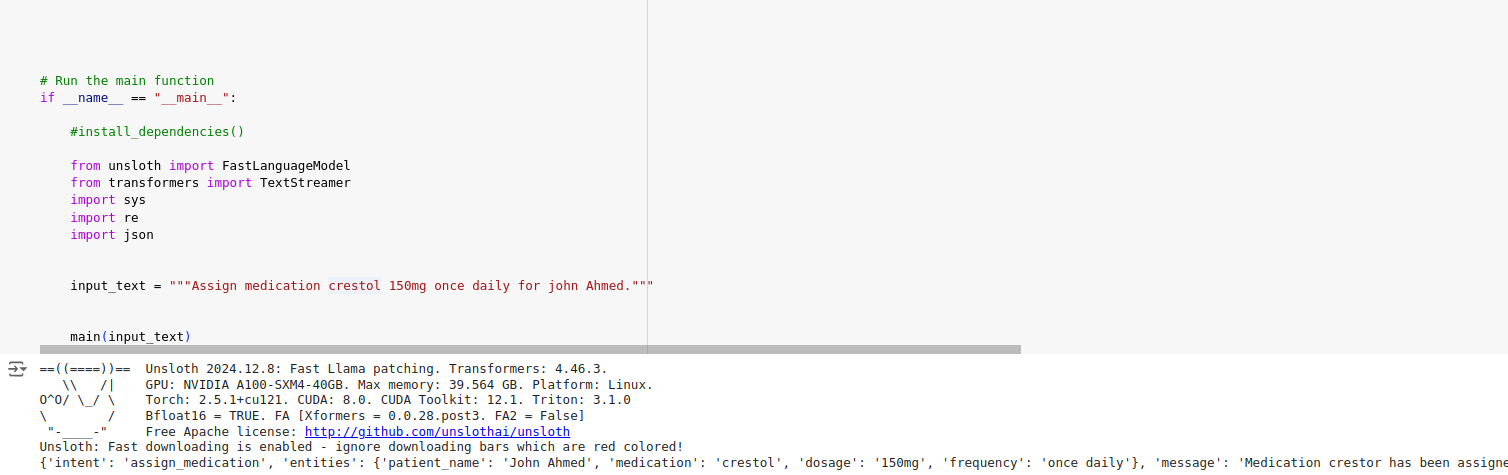 # Run the main function
if __name__ == "__main__":
#install_dependencies()
from unsloth import FastLanguageModel
from transformers import TextStreamer
import sys
import re
import json
input_text = """Assign medication crestol 150mg once daily for john Ahmed."""
main(input_text)
==((====))== Unsloth 2024.12.8: Fast Llama patching. Transformers: 4.46.3.
\\ /| GPU: NVIDIA A100-SXM4-40GB. Max memory: 39.564 GB. Platform: Linux.
O^O/ \_/ \ Torch: 2.5.1+cu121. CUDA: 8.0. CUDA Toolkit: 12.1. Triton: 3.1.0
\ / Bfloat16 = TRUE. FA [Xformers = 0.0.28.post3. FA2 = False]
"-____-" Free Apache license: http://github.com/unslothai/unsloth
Unsloth: Fast downloading is enabled - ignore downloading bars which are red colored!
{'intent': 'assign_medication', 'entities': {'patient_name': 'John Ahmed', 'medication': 'crestol', 'dosage': '150mg', 'frequency': 'once daily'}, 'message': 'Medication crestor has been assigne